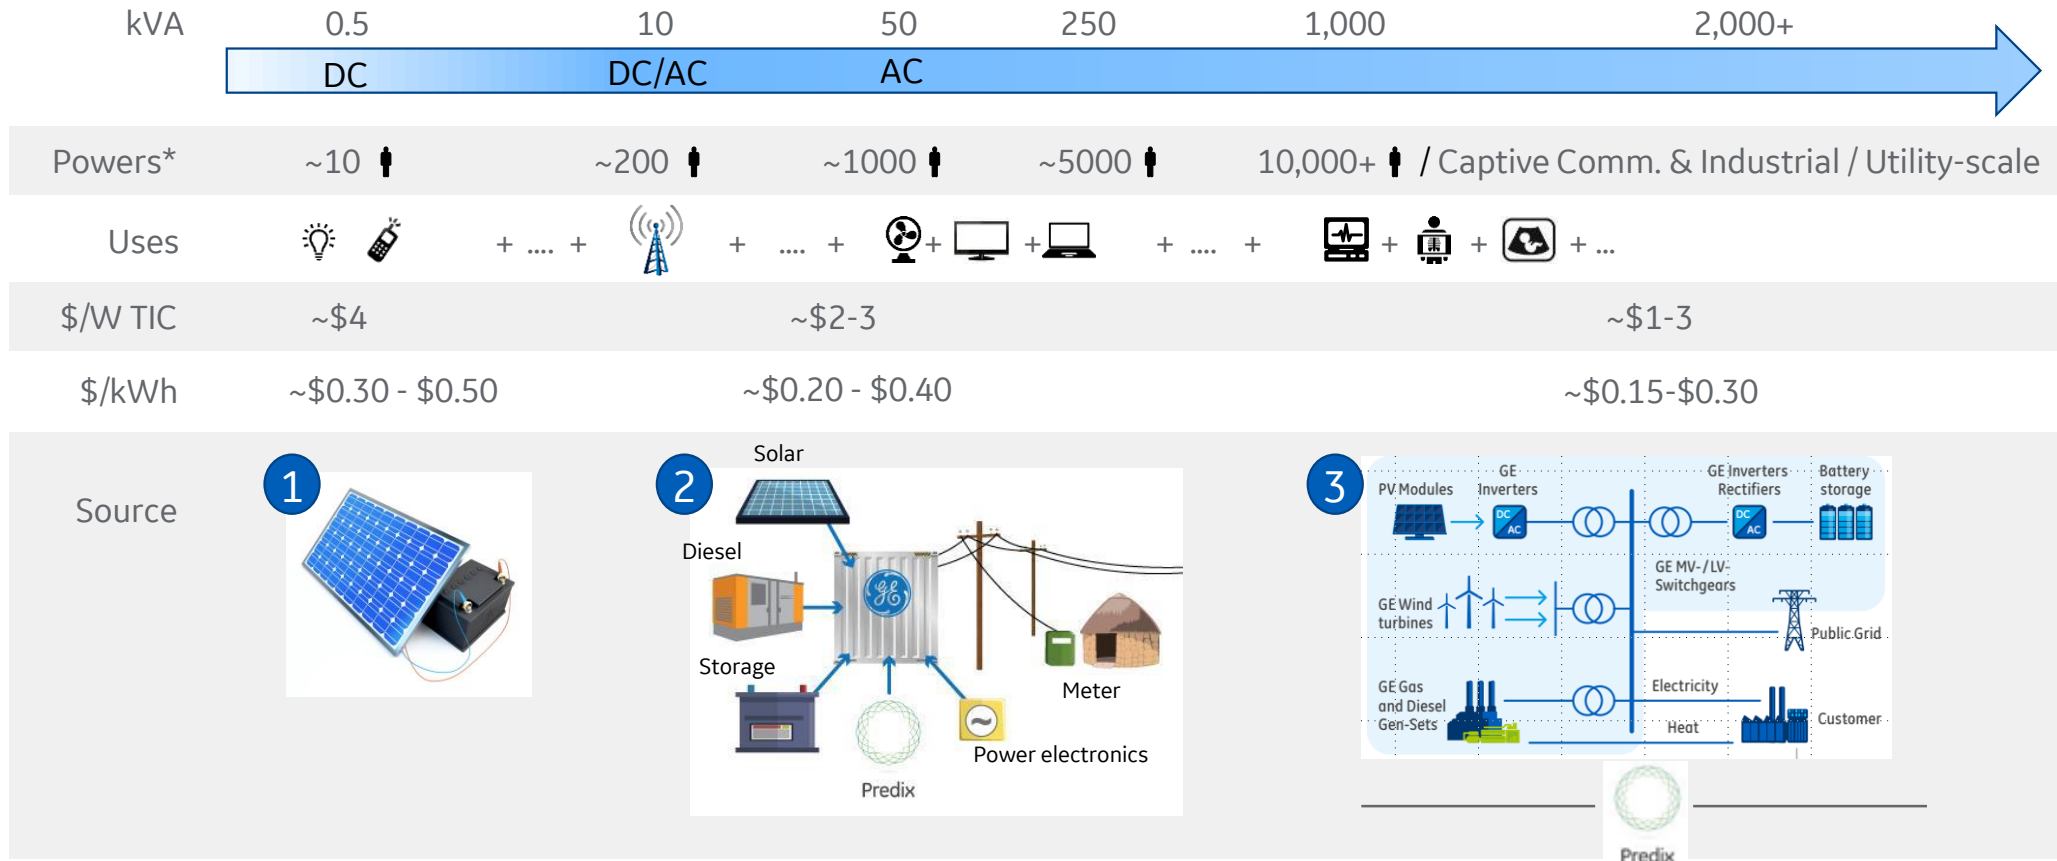 kVA 0.5 10 50 250 1,000 2,000+
DC DC/AC AC
Powers* ~10 ~200 ~1000 ~5000 10,000+ / Captive Comm. & Industrial / Utility-scale
Uses + .... + + .... + + + + .... + + + + ...
$/W TIC ~$4 ~$2-3 ~$1-3
$/kWh ~$0.30 - $0.50 ~$0.20 - $0.40 ~$0.15-$0.30
Source
1
2
Solar
Diesel
GE
Storage
Meter
Power electronics
Predix
3
PV Modules
GE
Inverters
GE Inverters
Rectifiers
Battery
storage
DC
AC
DC
AC
GE MV-/LV-
Switchgears
GE Wind
turbines
Public Grid
GE Gas
and Diesel
Gen-Sets
Electricity
Heat
Customer
Predix